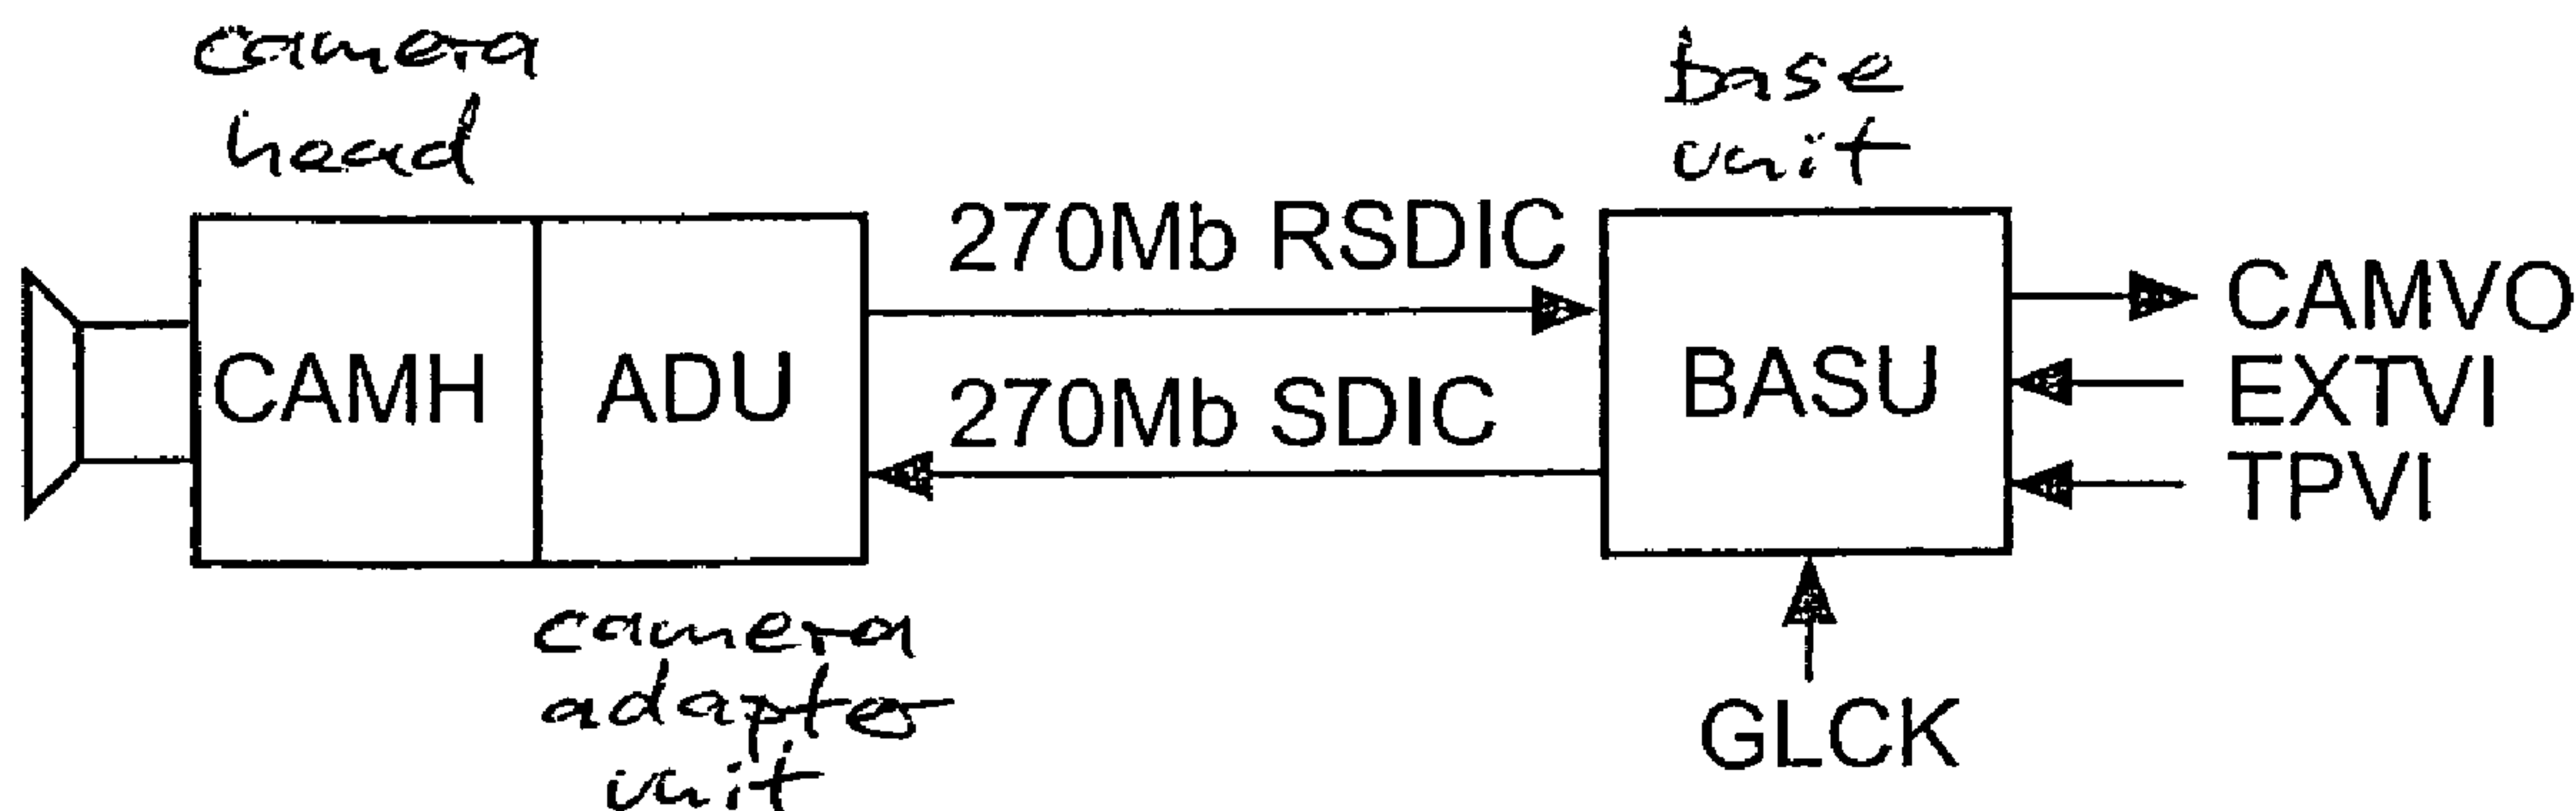 camera
head
base
unit
270Mb RSDIC
CAMH
ADU
270Mb SDIC
BASU
CAMVO
EXTVI
TPVI
camera
adapter
unit
GLCK